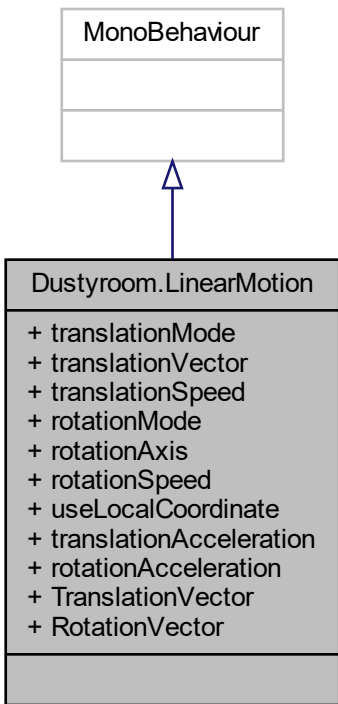 MonoBehaviour
Dustyroom.LinearMotion
+ translationMode
+ translationVector
+ translationSpeed
+ rotationMode
+ rotationAxis
+ rotationSpeed
+ useLocalCoordinate
+ translationAcceleration
+ rotationAcceleration
+ TranslationVector
+ RotationVector